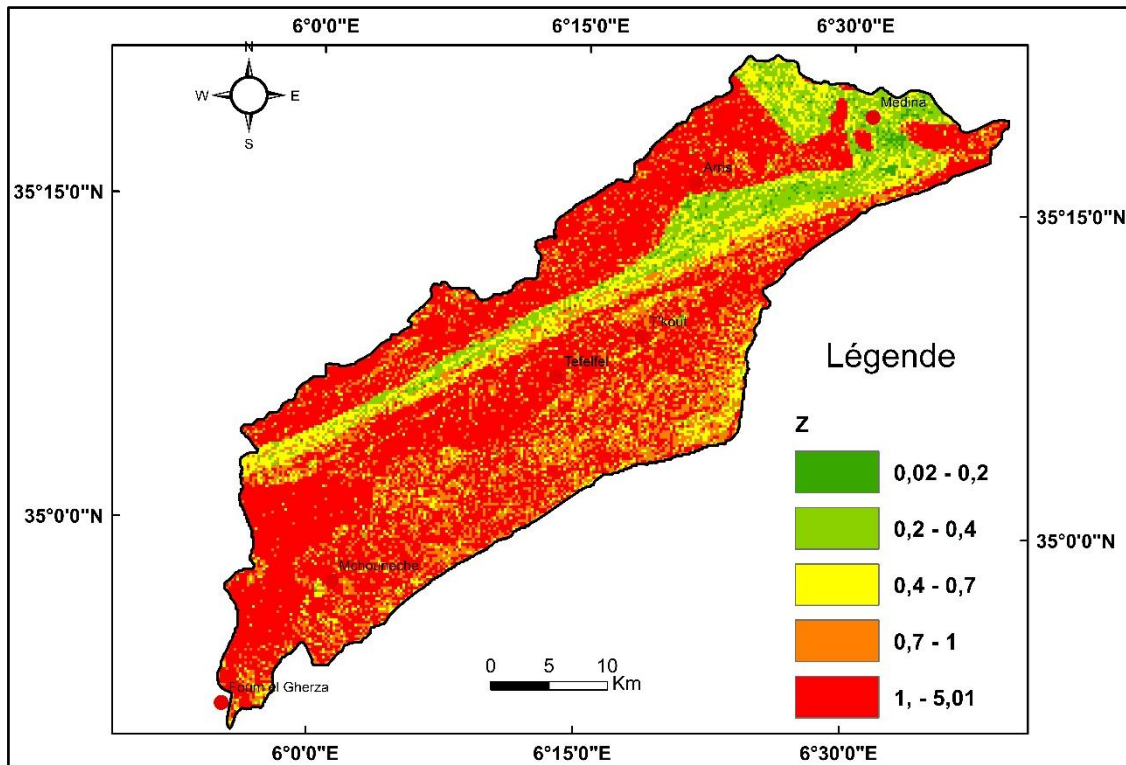 6°0'0"E 6°15'0"E 6°30'0"E
N
W E
S
Medina
Arris
35°15'0"N
35°15'0"N
T'kout
Tefelfel
Légende
Z
0,02 - 0,2
0,2 - 0,4
35°0'0"N
35°0'0"N
0,4 - 0,7
Mchouneche
0,7 - 1
0 5 10
Km
Foum el Gherza
1, - 5,01
6°0'0"E 6°15'0"E 6°30'0"E